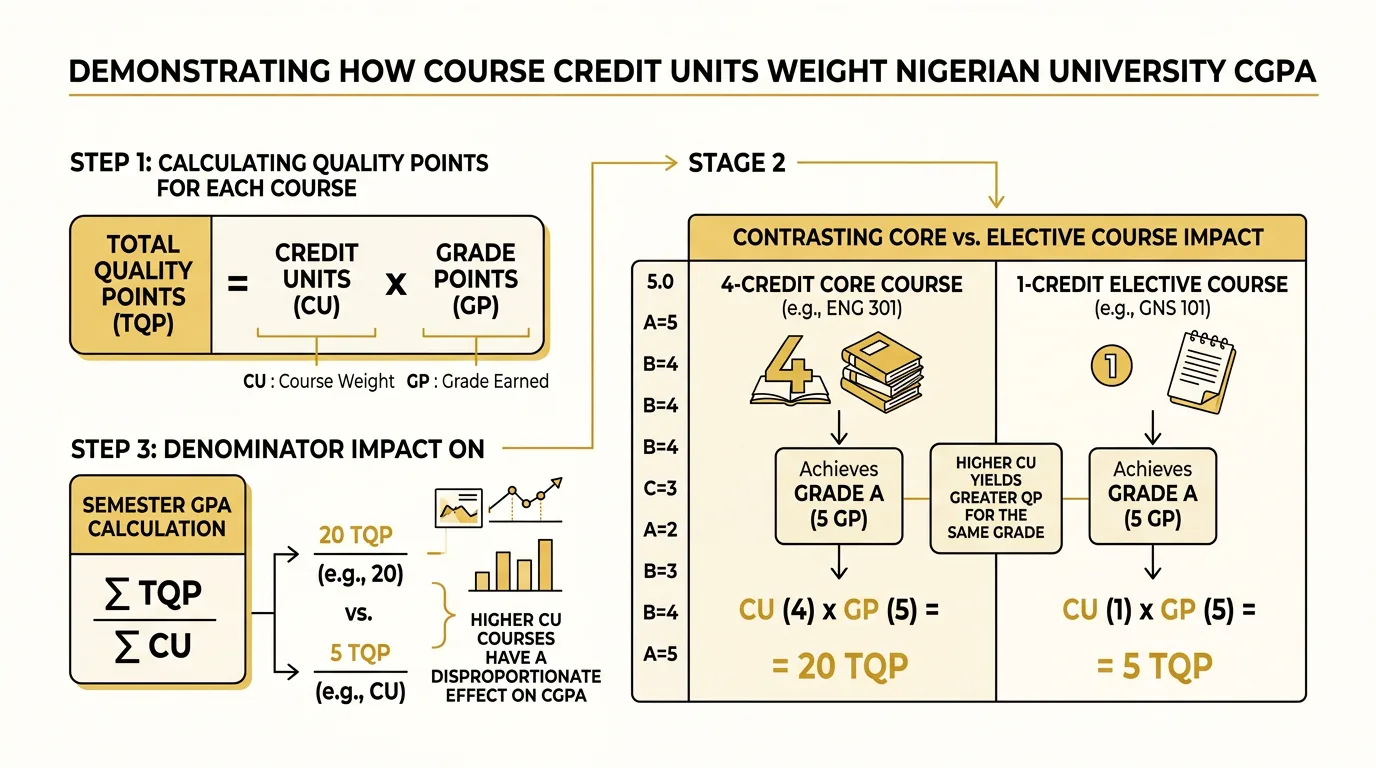 DEMONSTRATING HOW COURSE CREDIT UNITS WEIGHT NIGERIAN UNIVERSITY CGPA
STEP 1: CALCULATING QUALITY POINTS
FOR EACH COURSE
TOTAL
QUALITY
POINTS
(TQP)
=
CREDIT
UNITS
(CU)
x
GRADE
POINTS
(GP)
CU : Course Weight
GP : Grade Earned
STAGE 2
CONTRASTING CORE vs. ELECTIVE COURSE IMPACT
5.0
A=5
B=4
B=4
B=4
C=3
A=2
B=3
B=4
A=5
4-CREDIT CORE COURSE
(e.g., ENG 301)
4
Achieves
GRADE A
(5 GP)
CU (4) x GP (5) =
= 20 TQP
HIGHER CU
YIELDS
GREATER QP
FOR THE
SAME GRADE
1-CREDIT ELECTIVE COURSE
(e.g., GNS 101)
1
Achieves
GRADE A
(5 GP)
CU (1) x GP (5) =
= 5 TQP
STEP 3: DENOMINATOR IMPACT ON
SEMESTER GPA
CALCULATION
∑ TQP
∑ CU
20 TQP
(e.g., 20)
vs.
5 TQP
(e.g., CU)
HIGHER CU
COURSES
HAVE A
DISPROPORTIONATE
EFFECT ON CGPA